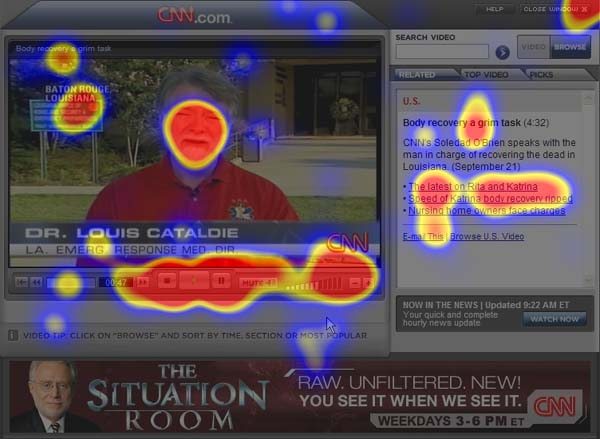 CNN.com
HELP
CLOSE WINDOW X
Body recovery a grim task
BATON ROUGE,
LOUISIANA
DR. LOUIS CATALDIE
LA. EMERG. RESPONSE MED. DIR.
CNN
00:47
MUTE
SEARCH VIDEO
VIDEO
BROWSE
RELATED
TOP VIDEO
PICKS
U.S.
Body recovery a grim task (4:32)
CNN's Soledad O'Brien speaks with the
man in charge of recovering the dead in
Louisiana. (September 21)
• The latest on Rita and Katrina
• Speed of Katrina body recovery ripped
• Nursing home owners face charges
E-mail This | Browse U.S. Video
NOW IN THE NEWS | Updated 9:22 AM ET
Your quick and complete
hourly news update
WATCH NOW
VIDEO TIP: CLICK ON "BROWSE" AND SORT BY TIME, SECTION OR MOST POPULAR
THE
SITUATION
ROOM
RAW. UNFILTERED. NEW!
YOU SEE IT WHEN WE SEE IT.
WEEKDAYS 3-6 PM ET
CNN